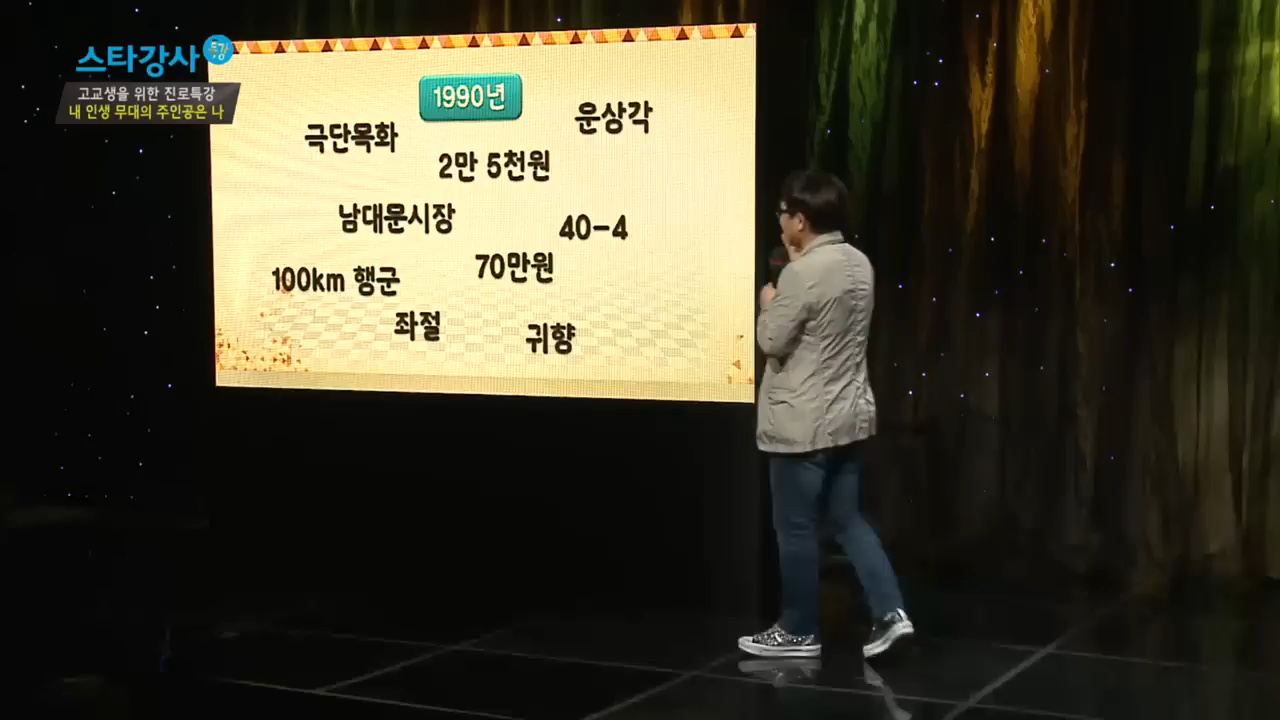 스타강사 특강
고교생을 위한 진로특강
내 인생 무대의 주인공은 나
1990년
극단목화
운상각
2만 5천원
남대문시장
40-4
100km 행군
70만원
좌절
귀향